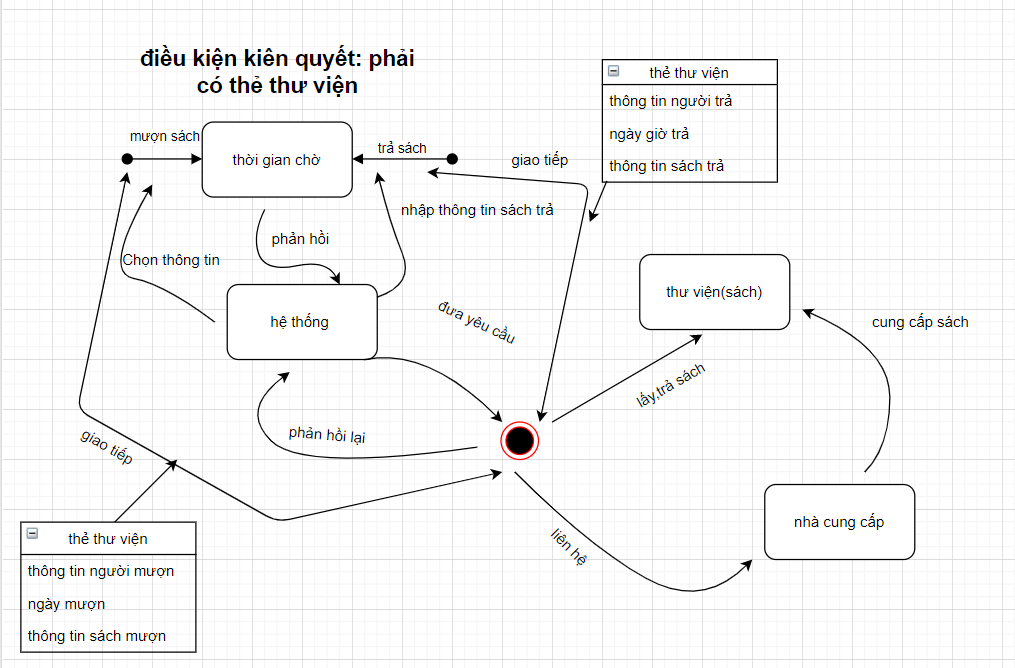 điều kiện kiên quyết: phải
có thẻ thư viện
thẻ thư viện
thông tin người trả
ngày giờ trả
thông tin sách trả
mượn sách
thời gian chờ
trả sách
giao tiếp
nhập thông tin sách trả
phản hồi
Chọn thông tin
hệ thống
đưa yêu cầu
thư viện(sách)
cung cấp sách
lấy,trả sách
phản hồi lại
giao tiếp
liên hệ
nhà cung cấp
thẻ thư viện
thông tin người mượn
ngày mượn
thông tin sách mượn